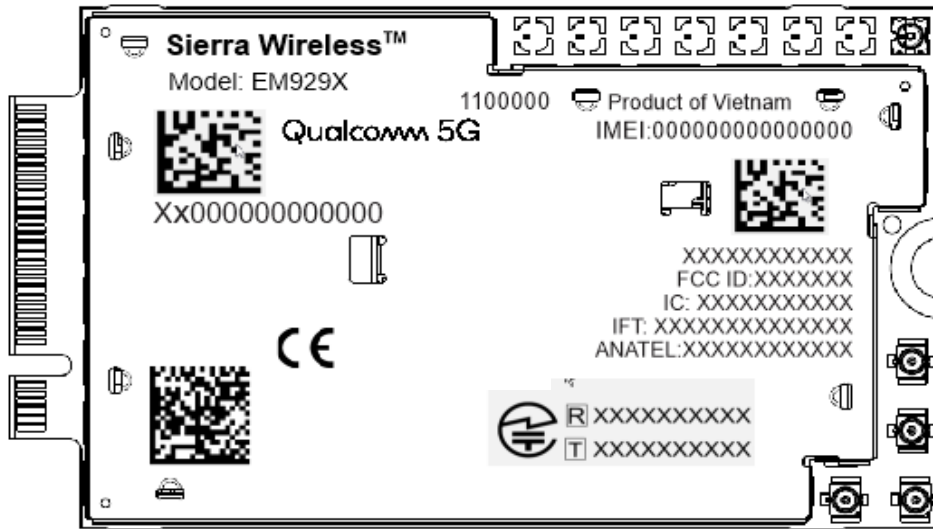 Sierra Wireless™
Model: EM929X
1100000
Product of Vietnam
Qualcomm 5G
IMEI:000000000000000
Xx000000000000
XXXXXXXXXXXX
FCC ID:XXXXXXX
IC: XXXXXXXXXXX
IFT: XXXXXXXXXXXXXX
ANATEL:XXXXXXXXXXXX
CE
R XXXXXXXXXX
T XXXXXXXXXX